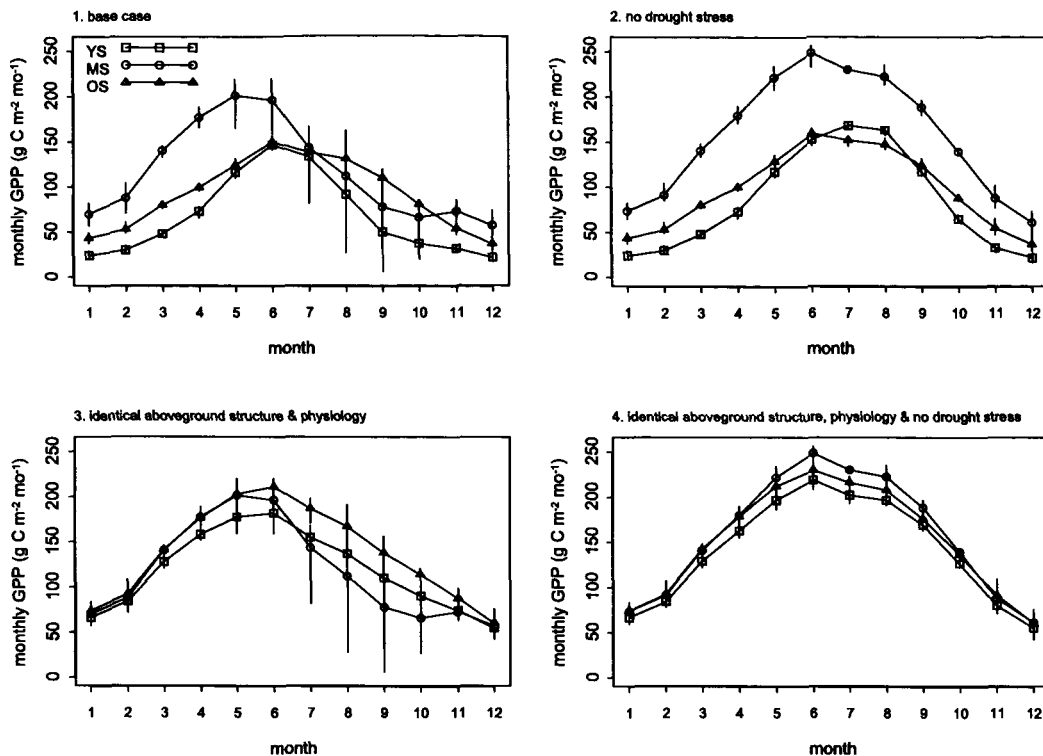 1. base case
YS
MS
OS
monthly GPP (g C m⁻² mo⁻¹)
0 50 100 150 200 250
1 2 3 4 5 6 7 8 9 10 11 12
month
2. no drought stress
monthly GPP (g C m⁻² mo⁻¹)
0 50 100 150 200 250
1 2 3 4 5 6 7 8 9 10 11 12
month
3. identical aboveground structure & physiology
monthly GPP (g C m⁻² mo⁻¹)
0 50 100 150 200 250
1 2 3 4 5 6 7 8 9 10 11 12
month
4. identical aboveground structure, physiology & no drought stress
monthly GPP (g C m⁻² mo⁻¹)
0 50 100 150 200 250
1 2 3 4 5 6 7 8 9 10 11 12
month